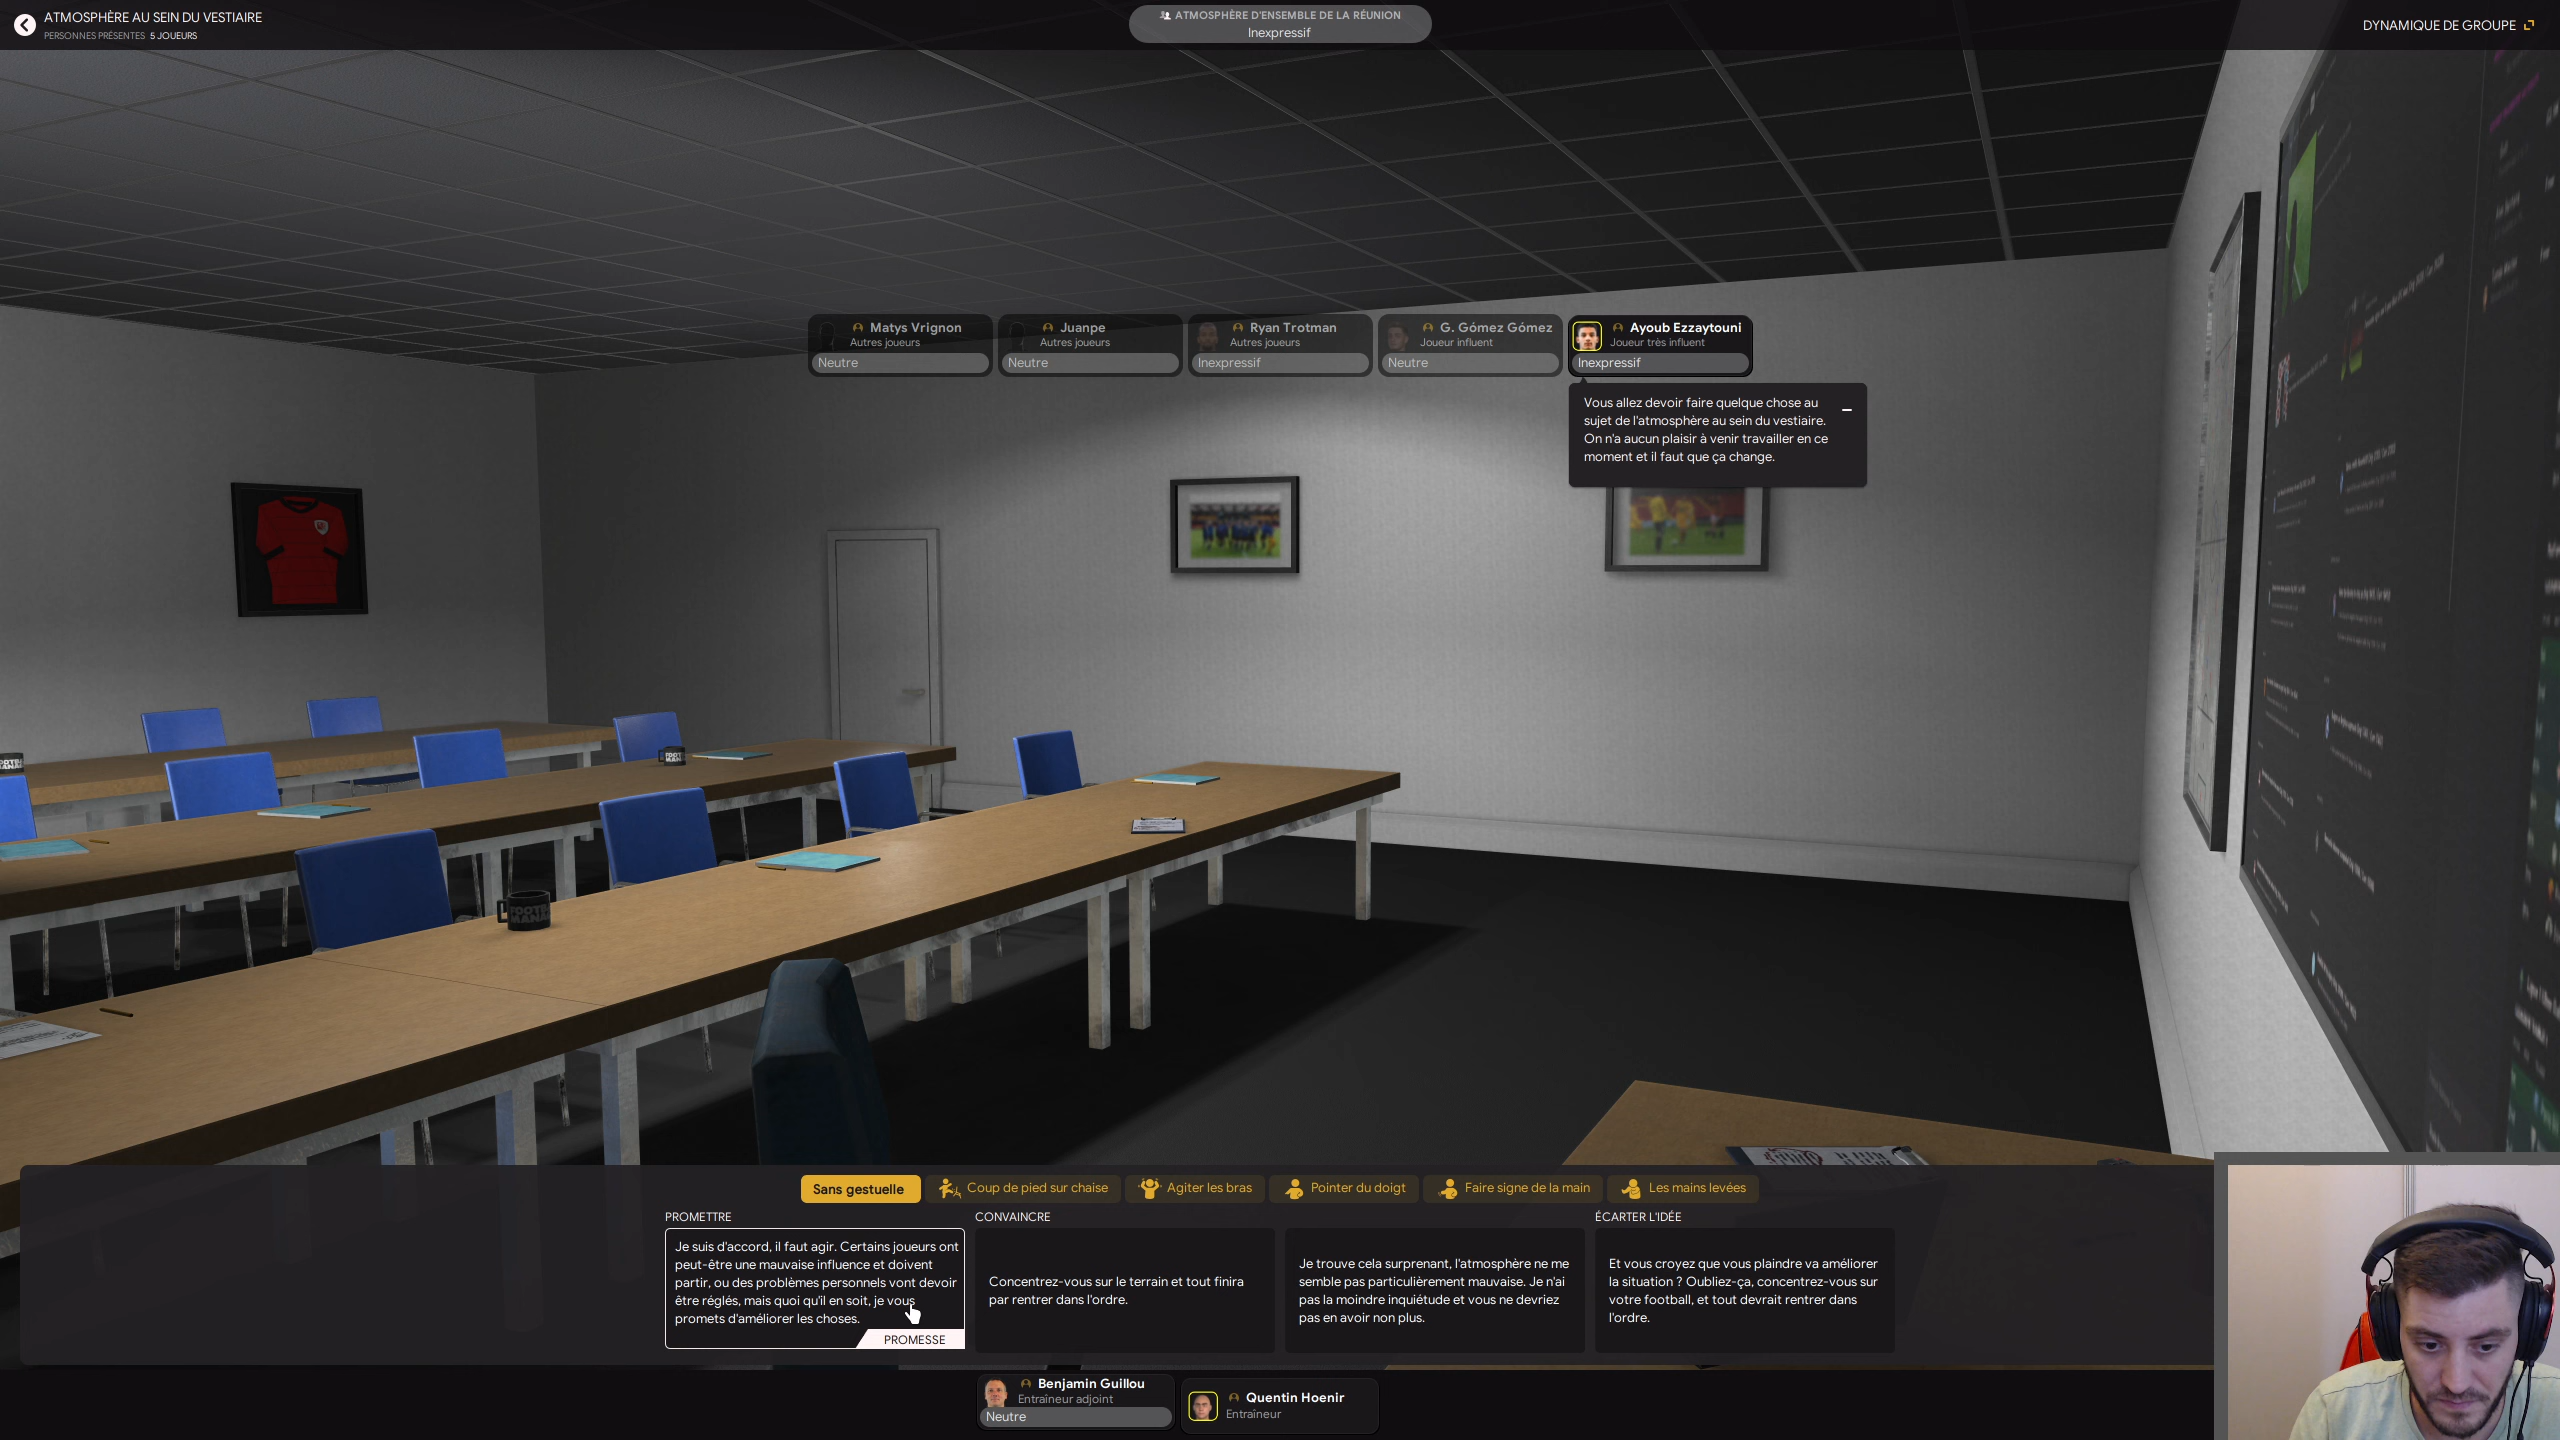 ATMOSPHÈRE AU SEIN DU VESTIAIRE
PERSONNES PRÉSENTES 5 JOUEURS
ATMOSPHÈRE D'ENSEMBLE DE LA RÉUNION
Inexpressif
DYNAMIQUE DE GROUPE
Matys Vrignon
Autres joueurs
Neutre
Juanpe
Autres joueurs
Neutre
Ryan Trotman
Autres joueurs
Inexpressif
G. Gómez Gómez
Joueur influent
Neutre
Ayoub Ezzaytouni
Joueur très influent
Inexpressif
Vous allez devoir faire quelque chose au
sujet de l'atmosphère au sein du vestiaire.
On n'a aucun plaisir à venir travailler en ce
moment et il faut que ça change.
Sans gestuelle
Coup de pied sur chaise
Agiter les bras
Pointer du doigt
Faire signe de la main
Les mains levées
PROMETTRE
Je suis d'accord, il faut agir. Certains joueurs ont
peut-être une mauvaise influence et doivent
partir, ou des problèmes personnels vont devoir
être réglés, mais quoi qu'il en soit, je vous
promets d'améliorer les choses.
PROMESSE
CONVAINCRE
Concentrez-vous sur le terrain et tout finira
par rentrer dans l'ordre.
Je trouve cela surprenant, l'atmosphère ne me
semble pas particulièrement mauvaise. Je n'ai
pas la moindre inquiétude et vous ne devriez
pas en avoir non plus.
ÉCARTER L'IDÉE
Et vous croyez que vous plaindre va améliorer
la situation ? Oubliez-ça, concentrez-vous sur
votre football, et tout devrait rentrer dans
l'ordre.
Benjamin Guillou
Entraîneur adjoint
Neutre
Quentin Hoenir
Entraîneur